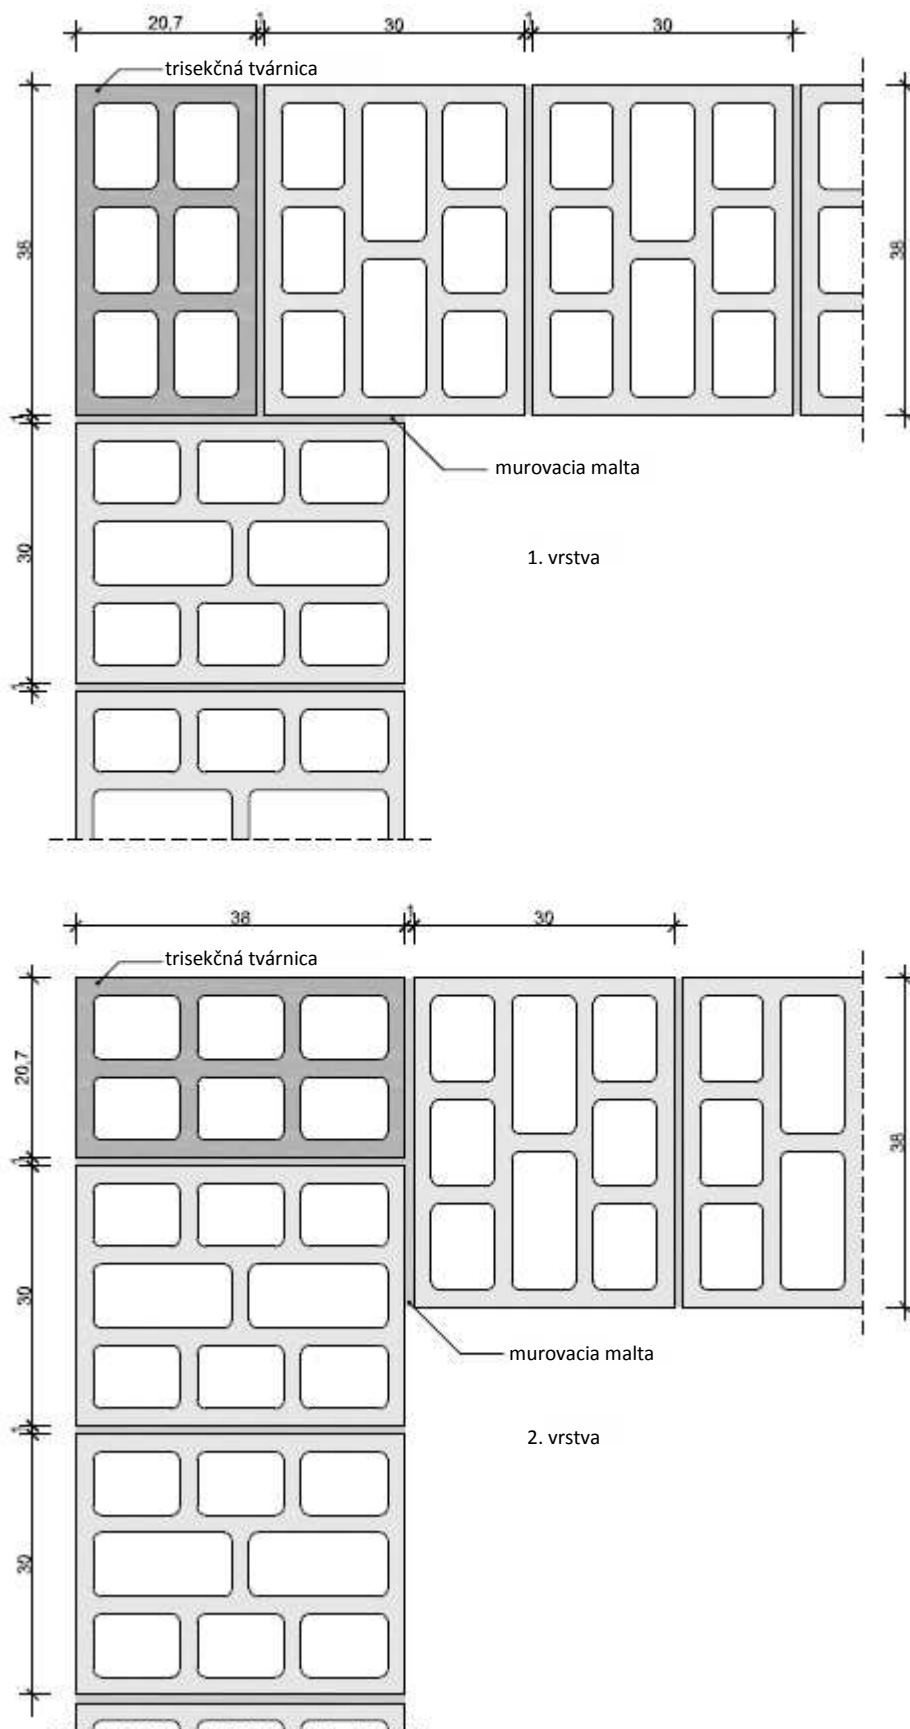 20,7 1 30 1 30
trisekčná tvárnica
38
38
1
murovacia malta
30
1. vrstva
1
38 1 30
trisekčná tvárnica
20,7
38
1
30
murovacia malta
1
2. vrstva
30